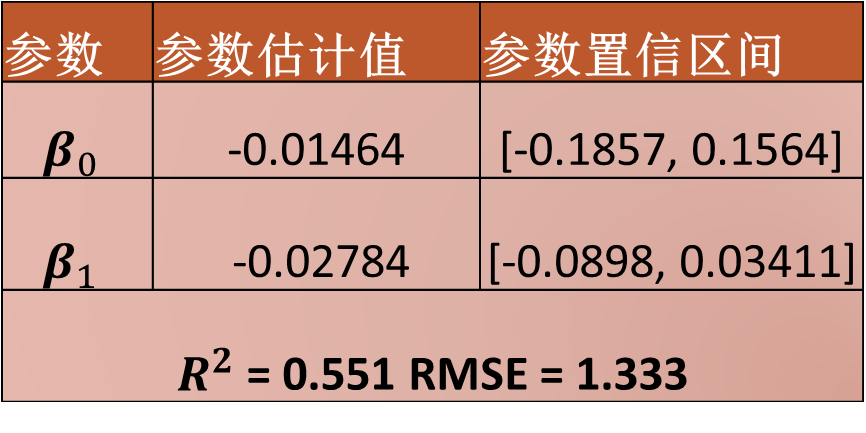 参数 参数估计值 参数置信区间
β₀ -0.01464 [-0.1857, 0.1564]
β₁ -0.02784 [-0.0898, 0.03411]
R² = 0.551 RMSE = 1.333